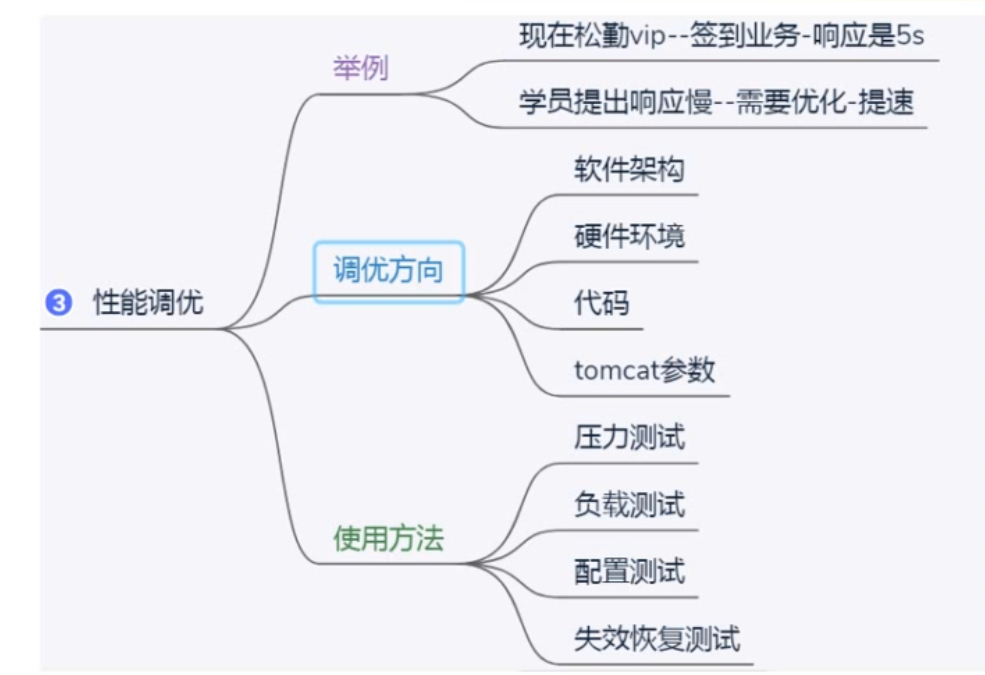 现在松勤vip--签到业务-响应是5s
举例
学员提出响应慢--需要优化-提速
软件架构
硬件环境
调优方向
3 性能调优
代码
tomcat参数
压力测试
负载测试
使用方法
配置测试
失效恢复测试